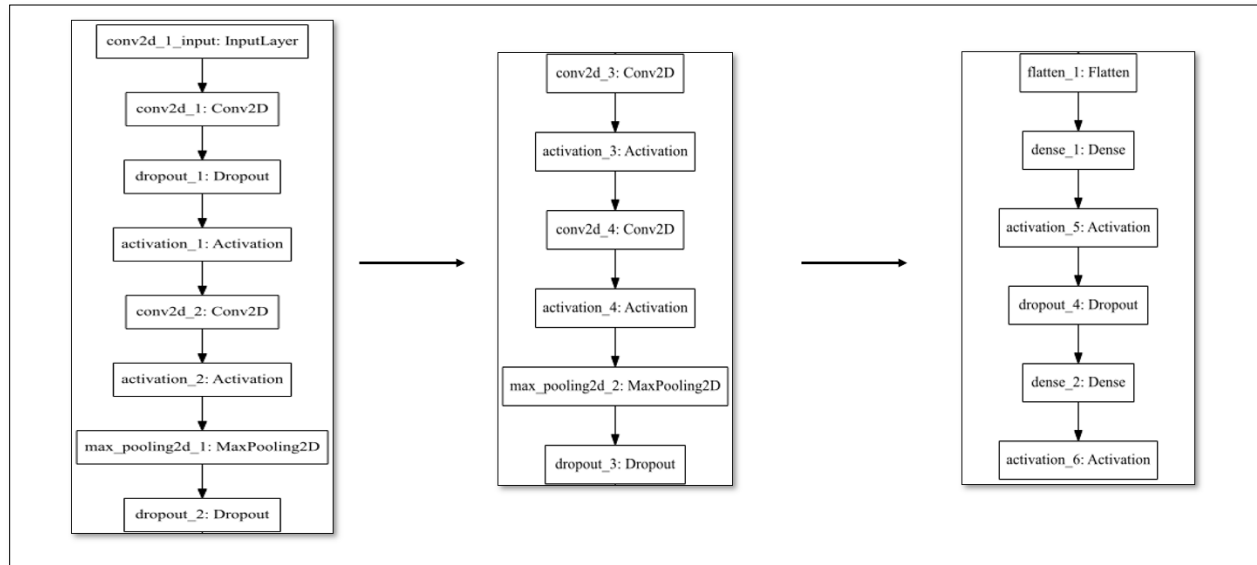 conv2d_1_input: InputLayer
conv2d_1: Conv2D
dropout_1: Dropout
activation_1: Activation
conv2d_2: Conv2D
activation_2: Activation
max_pooling2d_1: MaxPooling2D
dropout_2: Dropout
conv2d_3: Conv2D
activation_3: Activation
conv2d_4: Conv2D
activation_4: Activation
max_pooling2d_2: MaxPooling2D
dropout_3: Dropout
flatten_1: Flatten
dense_1: Dense
activation_5: Activation
dropout_4: Dropout
dense_2: Dense
activation_6: Activation